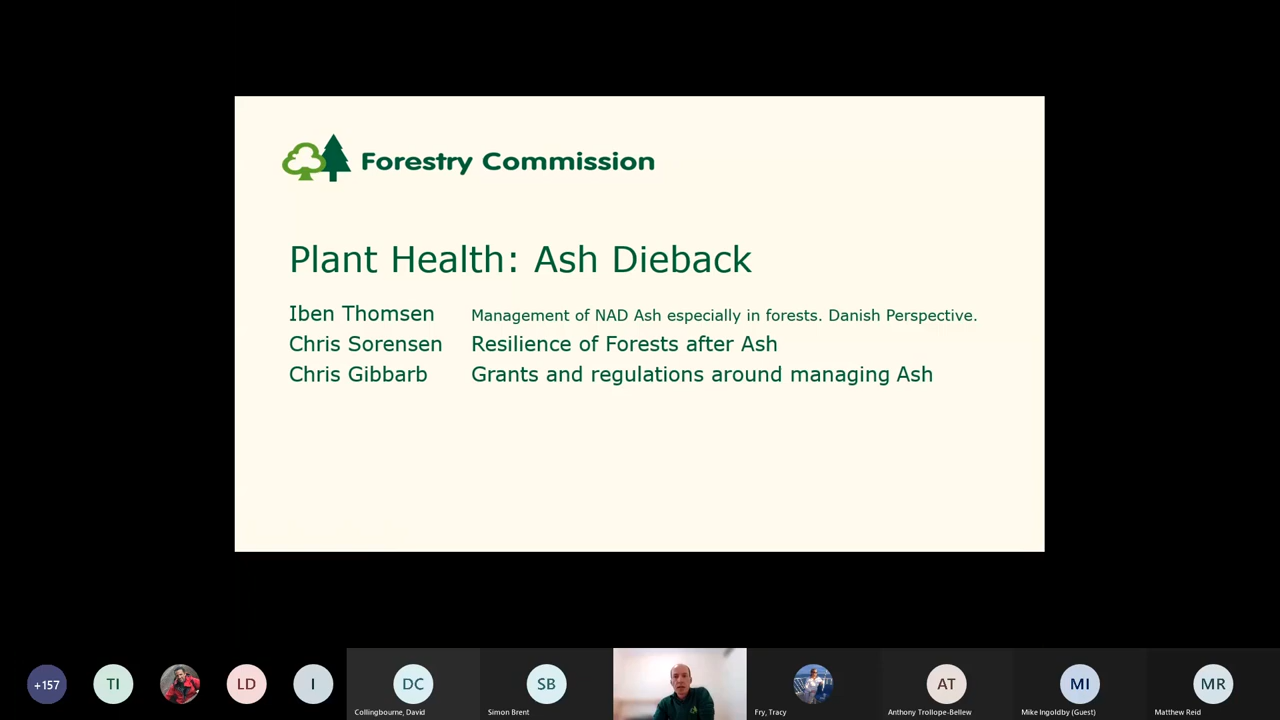 Forestry Commission
Plant Health: Ash Dieback
Iben Thomsen Management of NAD Ash especially in forests. Danish Perspective.
Chris Sorensen Resilience of Forests after Ash
Chris Gibbarb Grants and regulations around managing Ash
+157 TI LD I DC SB AT MI MR
Collingbourne, David Simon Brent Fry, Tracy Anthony Trollope-Bellew Mike Ingoldby (Guest) Matthew Reid